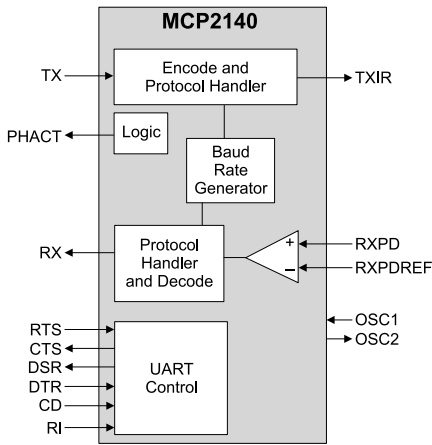 MCP2140
TX
Encode and
Protocol Handler
TXIR
PHACT
Logic
Baud
Rate
Generator
RX
Protocol
Handler
and Decode
+
RXPD
–
RXPDREF
RTS
CTS
DSR
DTR
CD
RI
UART
Control
OSC1
OSC2